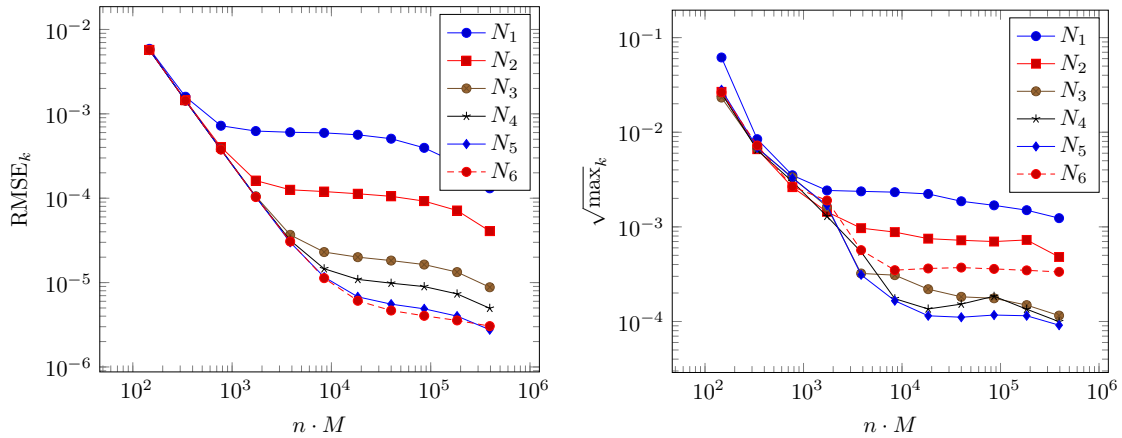 10^{-2}
10^{-3}
10^{-4}
10^{-5}
10^{-6}
RMSE_k
10^2
10^3
10^4
10^5
10^6
n · M
N_1
N_2
N_3
N_4
N_5
N_6
10^{-1}
10^{-2}
10^{-3}
10^{-4}
√max_k
10^2
10^3
10^4
10^5
10^6
n · M
N_1
N_2
N_3
N_4
N_5
N_6